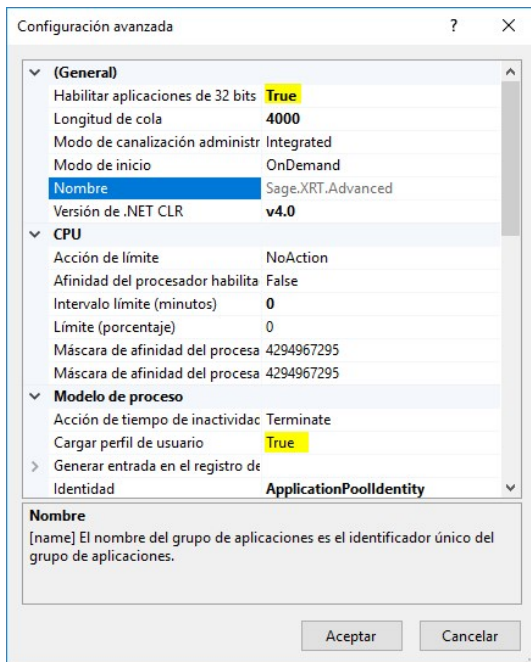 Configuración avanzada ? ×
(General)
Habilitar aplicaciones de 32 bits True
Longitud de cola 4000
Modo de canalización administr Integrated
Modo de inicio OnDemand
Nombre Sage.XRT.Advanced
Versión de .NET CLR v4.0
CPU
Acción de límite NoAction
Afinidad del procesador habilita False
Intervalo límite (minutos) 0
Límite (porcentaje) 0
Máscara de afinidad del procesa 4294967295
Máscara de afinidad del procesa 4294967295
Modelo de proceso
Acción de tiempo de inactividad Terminate
Cargar perfil de usuario True
Generar entrada en el registro de
Identidad ApplicationPoolIdentity
Nombre
[name] El nombre del grupo de aplicaciones es el identificador único del
grupo de aplicaciones.
Aceptar Cancelar